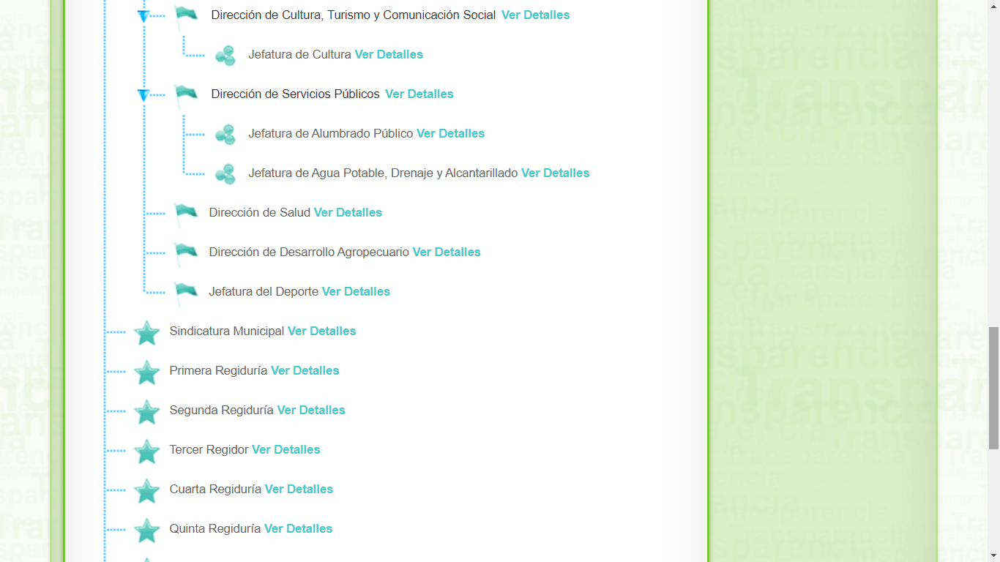 Dirección de Cultura, Turismo y Comunicación Social Ver Detalles
Jefatura de Cultura Ver Detalles
Dirección de Servicios Públicos Ver Detalles
Jefatura de Alumbrado Público Ver Detalles
Jefatura de Agua Potable, Drenaje y Alcantarillado Ver Detalles
Dirección de Salud Ver Detalles
Dirección de Desarrollo Agropecuario Ver Detalles
Jefatura del Deporte Ver Detalles
Sindicatura Municipal Ver Detalles
Primera Regiduría Ver Detalles
Segunda Regiduría Ver Detalles
Tercer Regidor Ver Detalles
Cuarta Regiduría Ver Detalles
Quinta Regiduría Ver Detalles